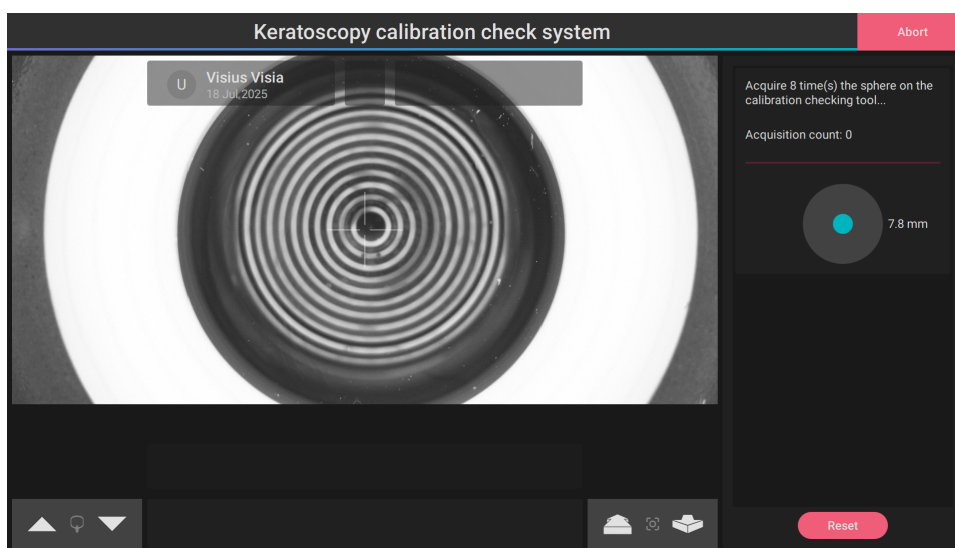 Keratoscopy calibration check system
Abort
U
Visius Visia
18 Jul,2025
Acquire 8 time(s) the sphere on the
calibration checking tool...
Acquisition count: 0
7.8 mm
Reset